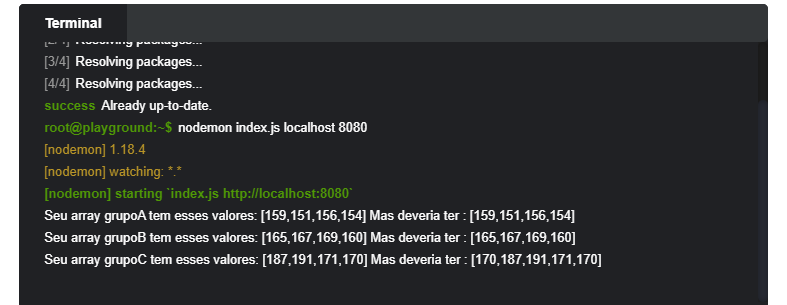 Terminal
[2/4] Resolving packages...
[3/4] Resolving packages...
[4/4] Resolving packages...
success Already up-to-date.
root@playground:~$ nodemon index.js localhost 8080
[nodemon] 1.18.4
[nodemon] watching: *.*
[nodemon] starting `index.js http://localhost:8080`
Seu array grupoA tem esses valores: [159,151,156,154] Mas deveria ter : [159,151,156,154]
Seu array grupoB tem esses valores: [165,167,169,160] Mas deveria ter : [165,167,169,160]
Seu array grupoC tem esses valores: [187,191,171,170] Mas deveria ter : [170,187,191,171,170]